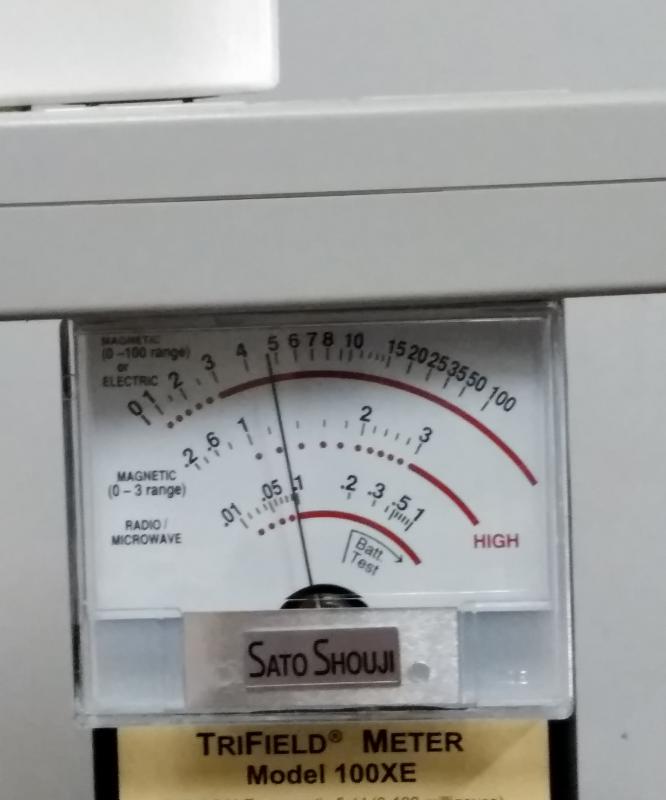 MAGNETIC
(0 –100 range)
or
ELECTRIC
0 1 2 3 4 5 6 7 8 10 15 20 25 35 50 100
MAGNETIC
(0 – 3 range)
.2 .6 1 2 3
RADIO /
MICROWAVE
.01 .05 .1 .2 .3 .5 1
HIGH
Batt.
Test
SATO SHOUJI
TRIFIELD® METER
Model 100XE